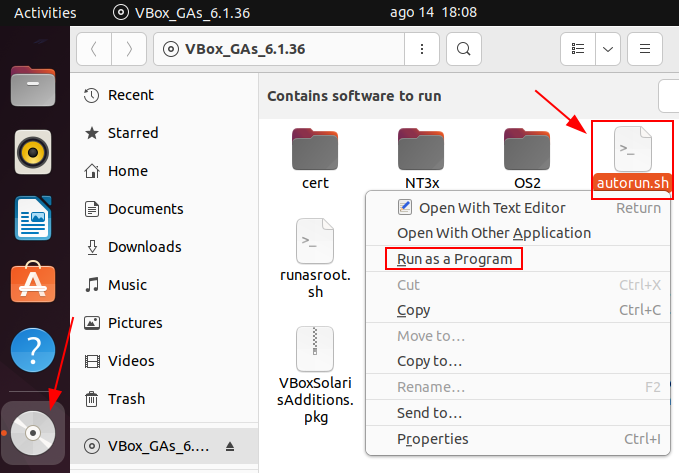 Activities VBox_GAs_6.1.36 ago 14 18:08
VBox_GAs_6.1.36
Recent
Starred
Home
Documents
Downloads
Music
Pictures
Videos
Trash
VBox_GAs_6....
Contains software to run
cert NT3x OS2 autorun.sh
runasroot.
sh
VBoxSolari
sAdditions.
pkg
Open With Text Editor Return
Open With Other Application
Run as a Program
Cut Ctrl+X
Copy Ctrl+C
Move to…
Copy to…
Rename… F2
Send to…
Properties Ctrl+I